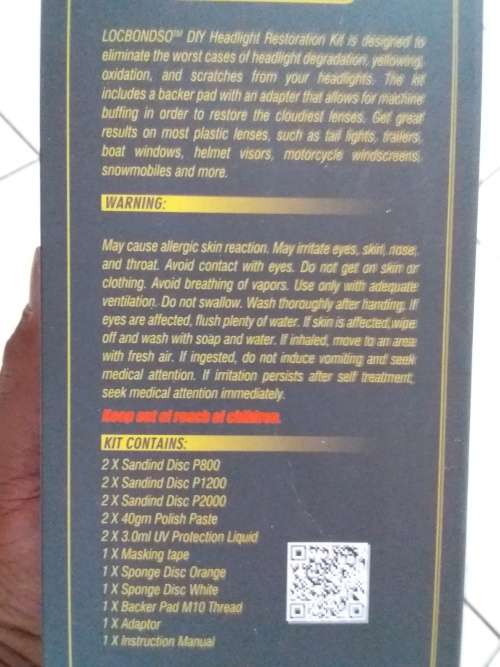 LOCBONDSO™ DIY Headlight Restoration Kit is designed to
eliminate the worst cases of headlight degradation, yellowing,
oxidation, and scratches from your headlights. The kit
includes a backer pad with an adapter that allows for machine
buffing in order to restore the cloudiest lenses. Get great
results on most plastic lenses, such as tail lights, trailers,
boat windows, helmet visors, motorcycle windscreens,
snowmobiles and more.
WARNING:
May cause allergic skin reaction. May irritate eyes, skin, nose,
and throat. Avoid contact with eyes. Do not get on skin or
clothing. Avoid breathing of vapors. Use only with adequate
ventilation. Do not swallow. Wash thoroughly after handing. If
eyes are affected, flush plenty of water. If skin is affected,wipe
off and wash with soap and water. If inhaled, move to an area
with fresh air. If ingested, do not induce vomiting and seek
medical attention. If irritation persists after self treatment,
seek medical attention immediately.
Keep out of reach of children.
KIT CONTAINS:
2 X Sandind Disc P800
2 X Sandind Disc P1200
2 X Sandind Disc P2000
2 X 40gm Polish Paste
2 X 3.0ml UV Protection Liquid
1 X Masking tape
1 X Sponge Disc Orange
1 X Sponge Disc White
1 X Backer Pad M10 Thread
1 X Adaptor
1 X Instruction Manual